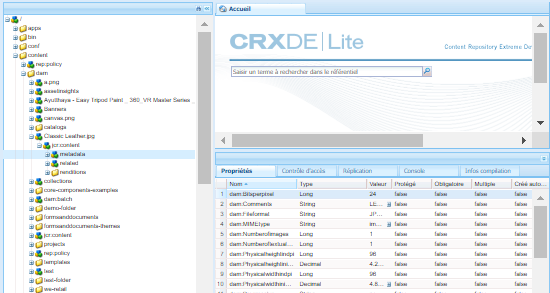 /
apps
bin
conf
content
rep:policy
dam
a.png
assetinsights
Ayutthaya - Easy Tripod Paint _ 360_VR Master Series _
Banners
canvas.png
catalogs
Classic Leather.jpg
jcr:content
metadata
related
renditions
collections
core-components-examples
dam:batch
demo-folder
formsanddocuments
formsanddocuments-themes
jcr:content
projects
rep:policy
templates
test
test-folder
we-retail
Accueil
CRXDE | Lite
Content Repository Extreme De
Saisir un terme à rechercher dans le référentiel
Propriétés Contrôle d'accès Réplication Console Infos compilation
Nom Type Valeur Protégé Obligatoire Multiple Créé auto...
1 dam:Bitsperpixel Long 24 false false false false
2 dam:Comments String LE... false false false false
3 dam:Fileformat String JP... false false false false
4 dam:MIMEtype String im... false false false false
5 dam:Numberofimages Long 1 false false false false
6 dam:Numberoftextual... Long 1 false false false false
7 dam:Physicalheightindpi Long 96 false false false false
8 dam:Physicalheightini... Decimal 4.2... false false false false
9 dam:Physicalwidthindpi Long 96 false false false false
10 dam:Physicalwidthini... Decimal 4.8... false false false false